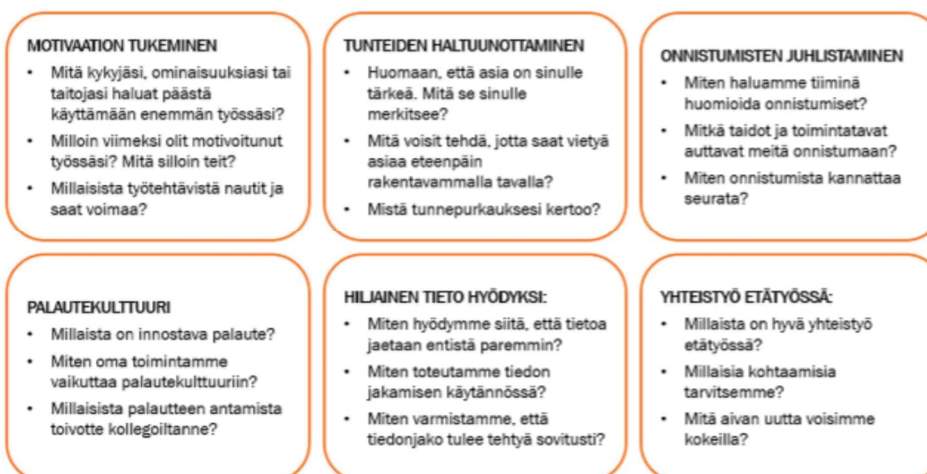 MOTIVAATION TUKEMINEN
• Mitä kykyjäsi, ominaisuuksiasi tai
taitojasi haluat päästä
käyttämään enemmän työssäsi?
• Milloin viimeksi olit motivoitunut
työssäsi? Mitä silloin teit?
• Millaisista työtehtävistä nautit ja
saat voimaa?
TUNTEIDEN HALTUUNOTTAMINEN
• Huomaan, että asia on sinulle
tärkeä. Mitä se sinulle
merkitsee?
• Mitä voisit tehdä, jotta saat vietyä
asiaa eteenpäin
rakentavammalla tavalla?
• Mistä tunnepurkauksesi kertoo?
ONNISTUMISTEN JUHLISTAMINEN
• Miten haluamme tiiminä
huomioida onnistumiset?
• Mitkä taidot ja toimintatavat
auttavat meitä onnistumaan?
• Miten onnistumista kannattaa
seurata?
PALAUTEKULTTUURI
• Millaista on innostava palaute?
• Miten oma toimintamme
vaikuttaa palautekulttuuriin?
• Millaisista palautteen antamista
toivotte kollegoiltanne?
HILJAINEN TIETO HYÖDYKSI:
• Miten hyödymme siitä, että tietoa
jaetaan entistä paremmin?
• Miten toteutamme tiedon
jakamisen käytännössä?
• Miten varmistamme, että
tiedonjako tulee tehtyä sovitusti?
YHTEISTYÖ ETÄTYÖSSÄ:
• Millaista on hyvä yhteistyö
etätyössä?
• Millaisia kohtaamisia
tarvitsemme?
• Mitä aivan uutta voisimme
kokeilla?